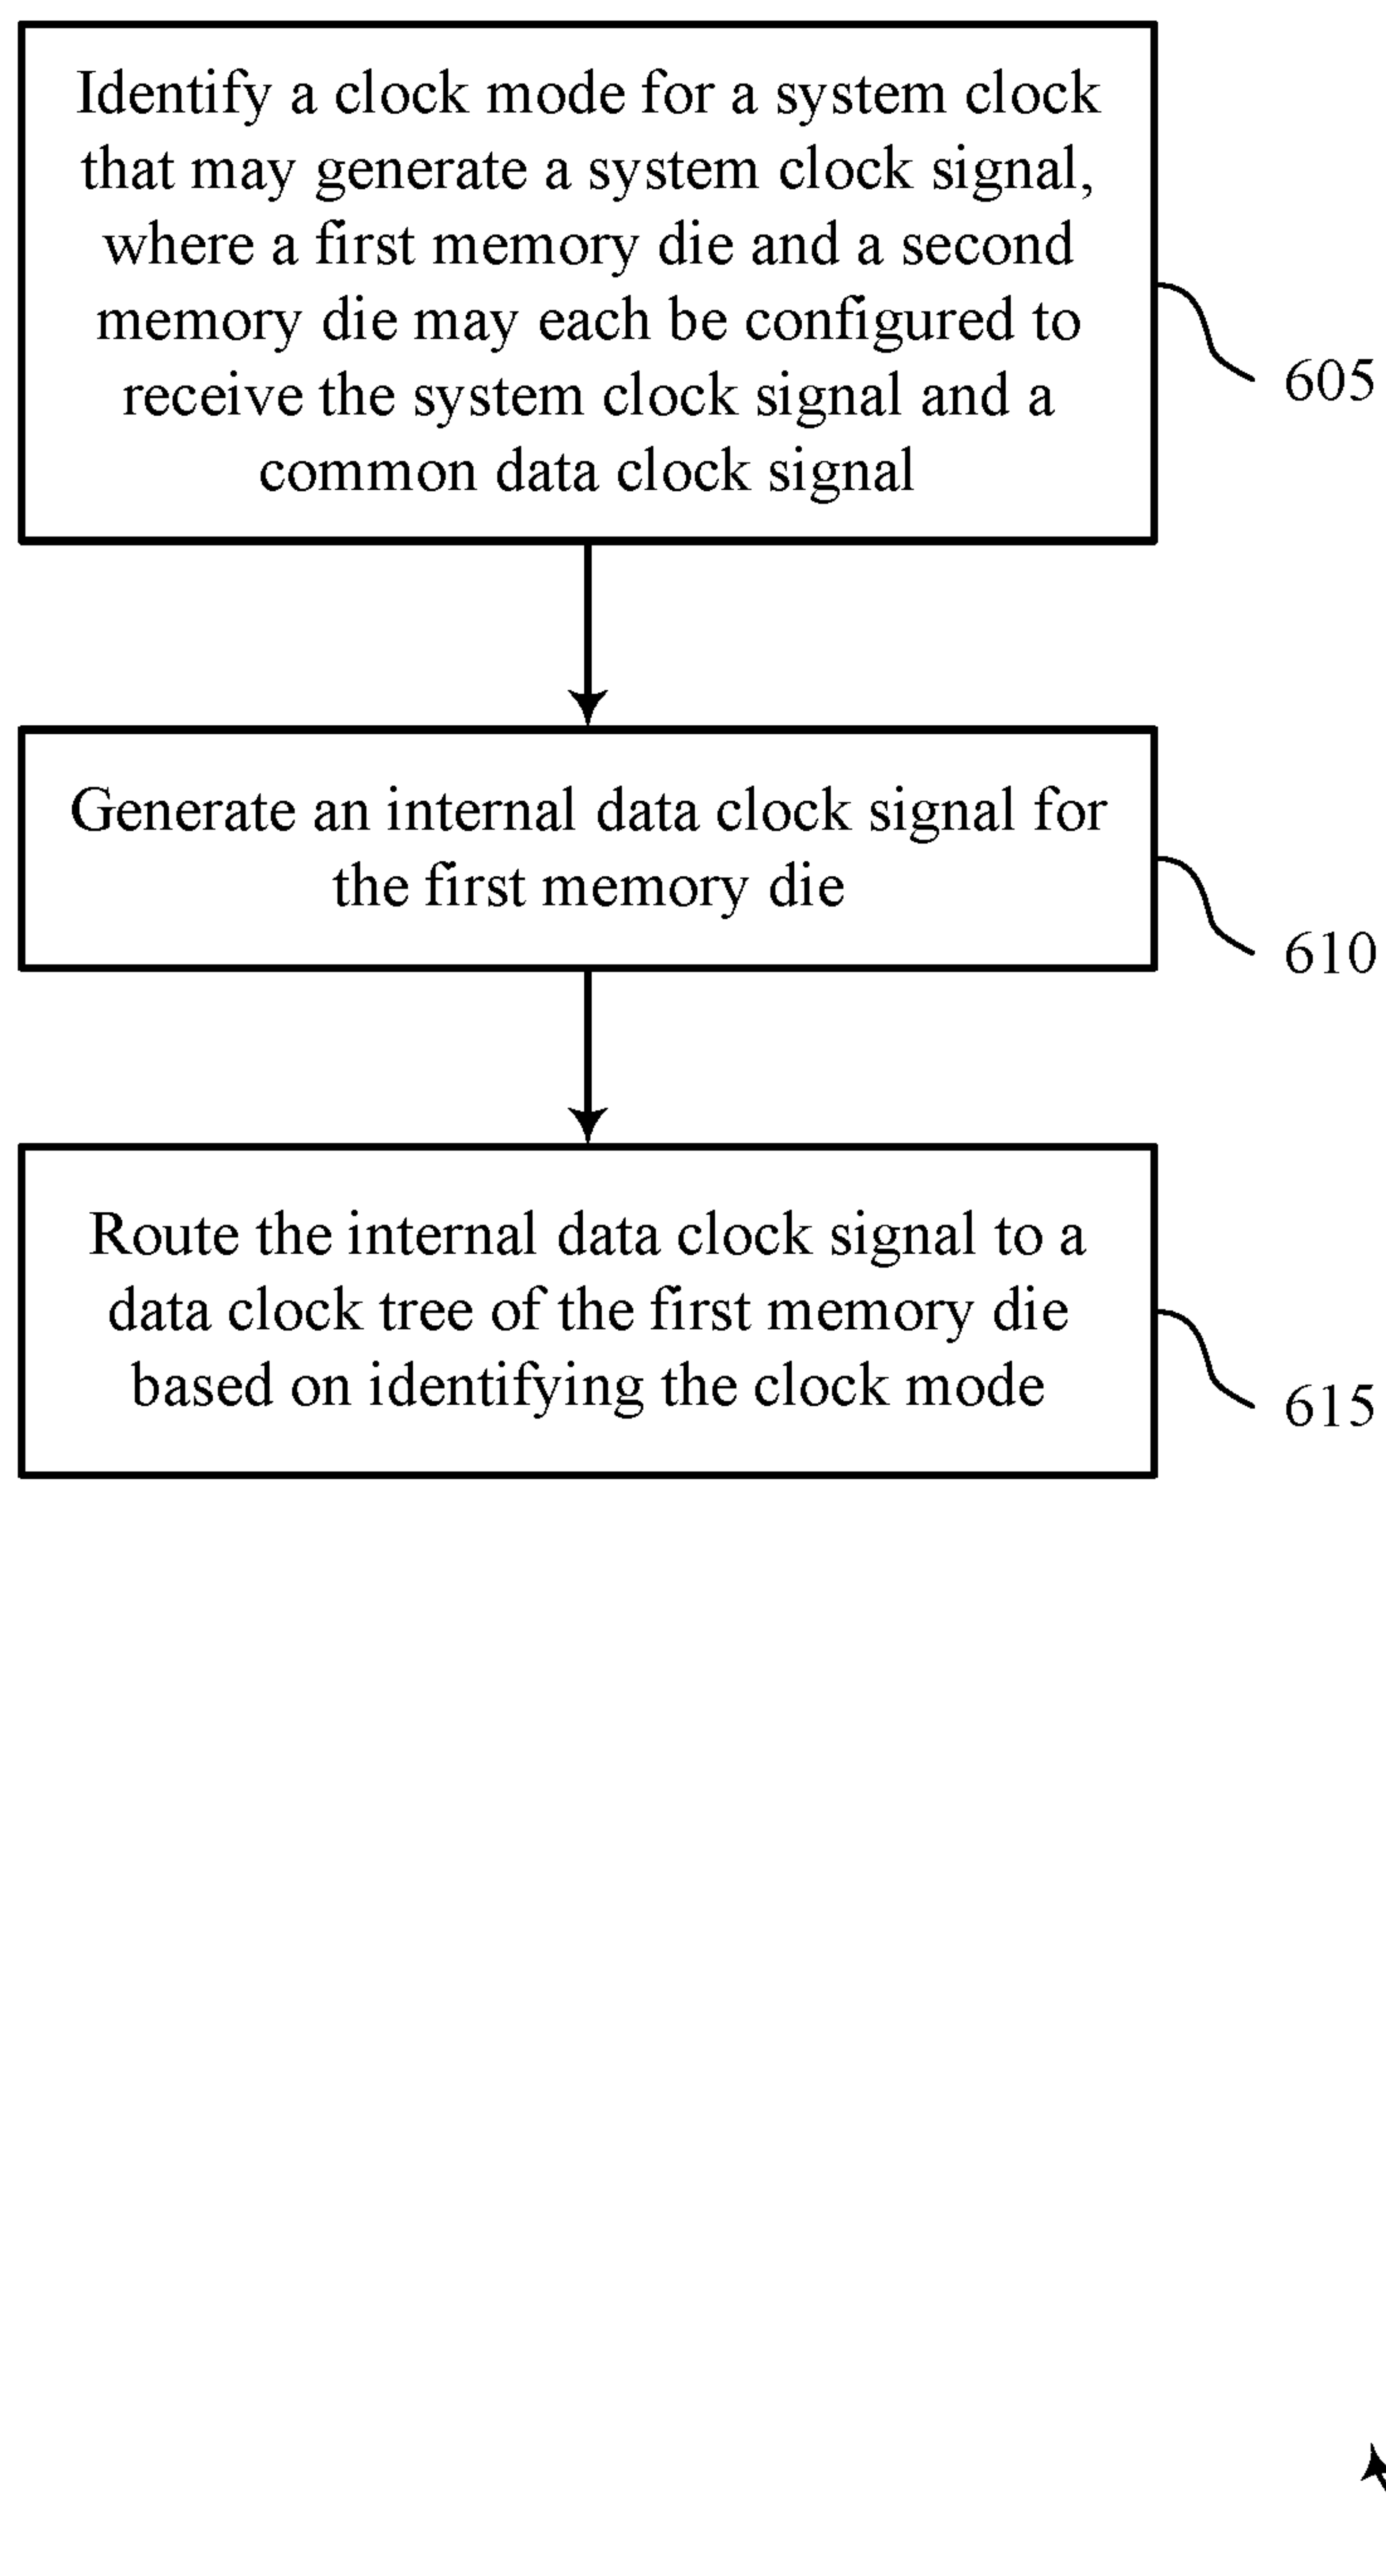 Identify a clock mode for a system clock
that may generate a system clock signal,
where a first memory die and a second
memory die may each be configured to
receive the system clock signal and a
common data clock signal
605
Generate an internal data clock signal for
the first memory die
610
Route the internal data clock signal to a
data clock tree of the first memory die
based on identifying the clock mode
615